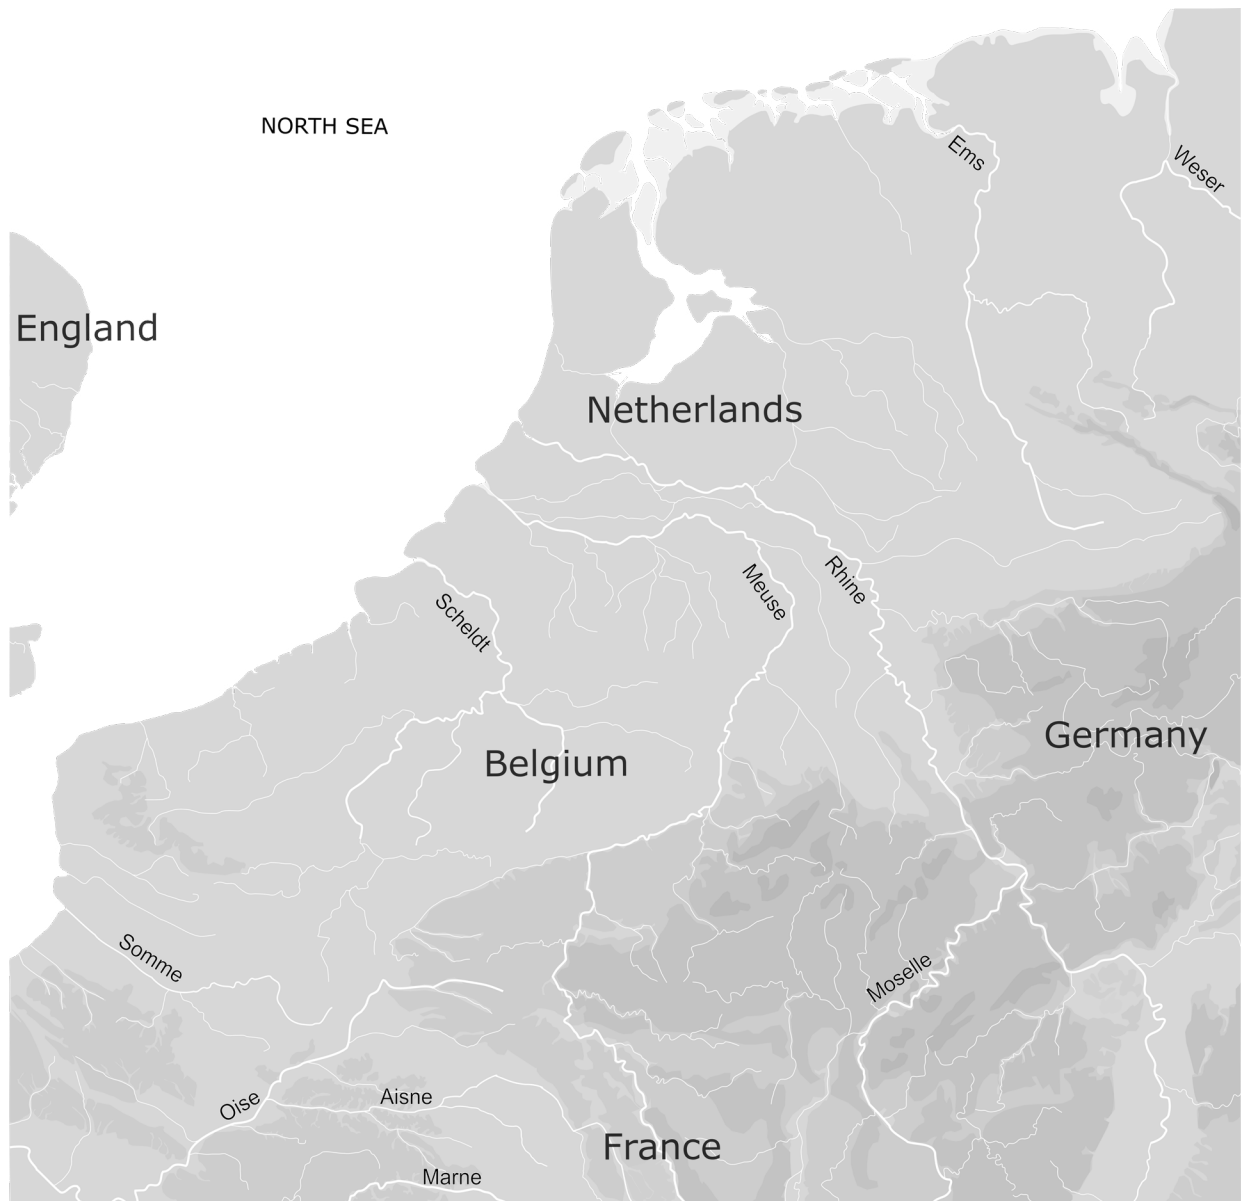 NORTH SEA
Ems
Weser
England
Netherlands
Rhine
Meuse
Scheldt
Germany
Belgium
Somme
Moselle
Oise
Aisne
France
Marne